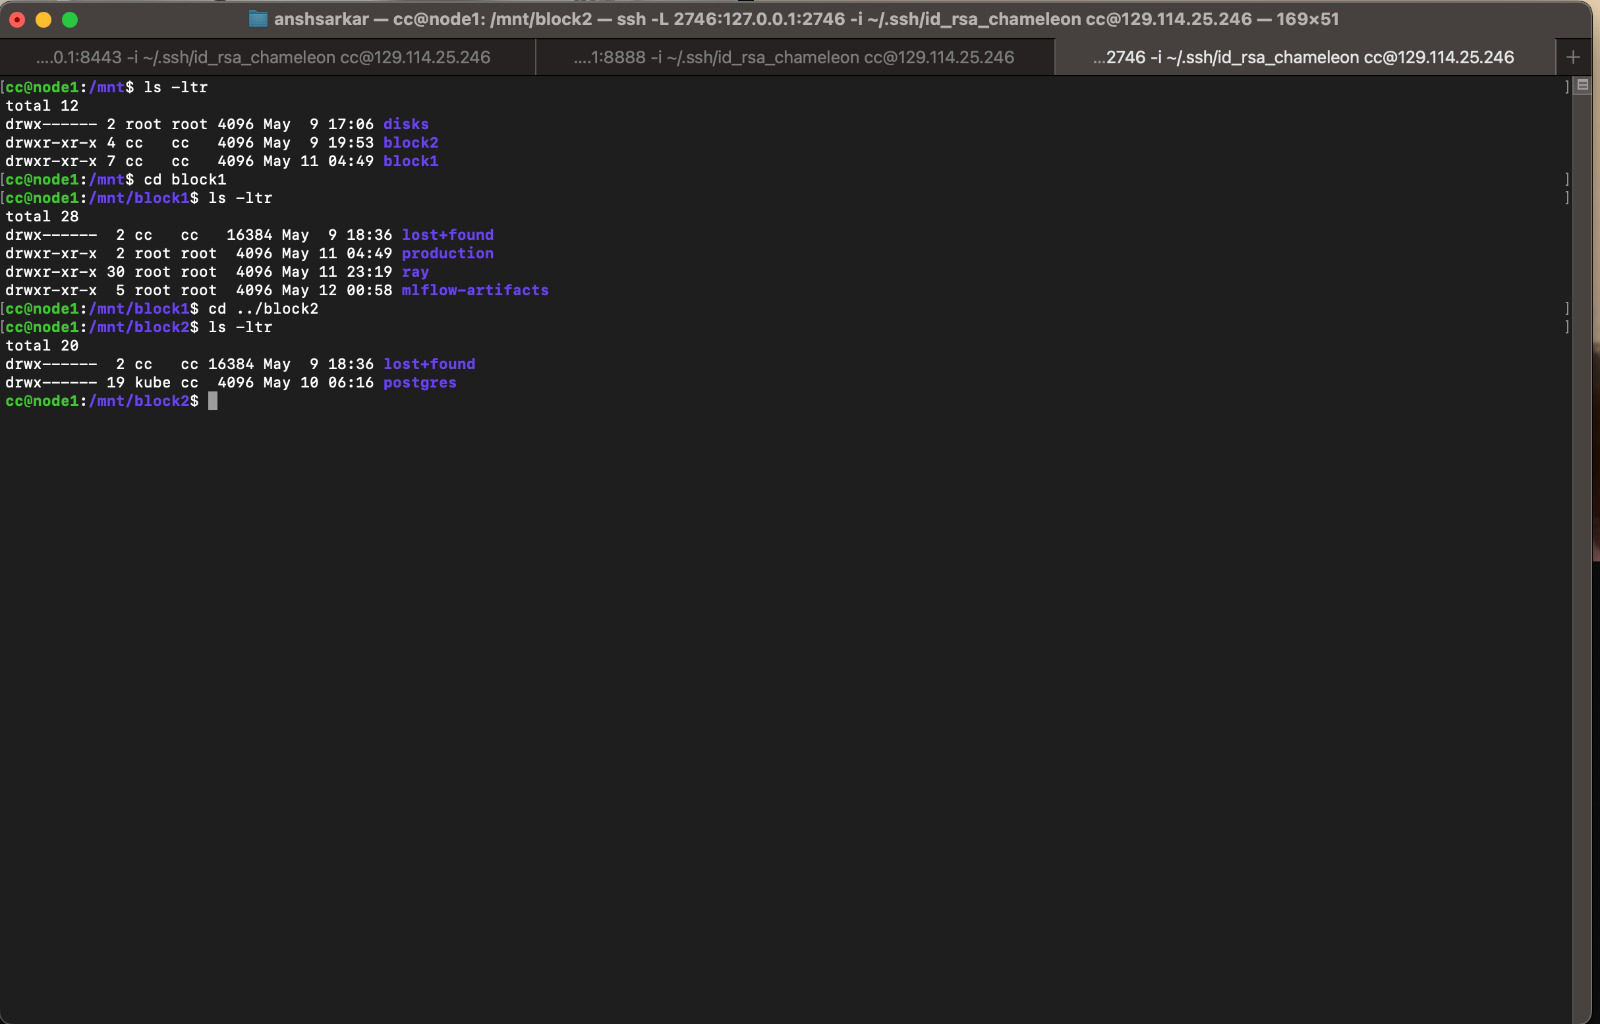 anshsarkar — cc@node1: /mnt/block2 — ssh -L 2746:127.0.0.1:2746 -i ~/.ssh/id_rsa_chameleon cc@129.114.25.246 — 169×51
....0.1:8443 -i ~/.ssh/id_rsa_chameleon cc@129.114.25.246
....1:8888 -i ~/.ssh/id_rsa_chameleon cc@129.114.25.246
...2746 -i ~/.ssh/id_rsa_chameleon cc@129.114.25.246
+
[cc@node1:/mnt$ ls -ltr ]
total 12
drwx------ 2 root root 4096 May  9 17:06 disks
drwxr-xr-x 4 cc   cc   4096 May  9 19:53 block2
drwxr-xr-x 7 cc   cc   4096 May 11 04:49 block1
[cc@node1:/mnt$ cd block1 ]
[cc@node1:/mnt/block1$ ls -ltr ]
total 28
drwx------  2 cc   cc   16384 May  9 18:36 lost+found
drwxr-xr-x  2 root root  4096 May 11 04:49 production
drwxr-xr-x 30 root root  4096 May 11 23:19 ray
drwxr-xr-x  5 root root  4096 May 12 00:58 mlflow-artifacts
[cc@node1:/mnt/block1$ cd ../block2 ]
[cc@node1:/mnt/block2$ ls -ltr ]
total 20
drwx------  2 cc   cc 16384 May  9 18:36 lost+found
drwx------ 19 kube cc  4096 May 10 06:16 postgres
cc@node1:/mnt/block2$